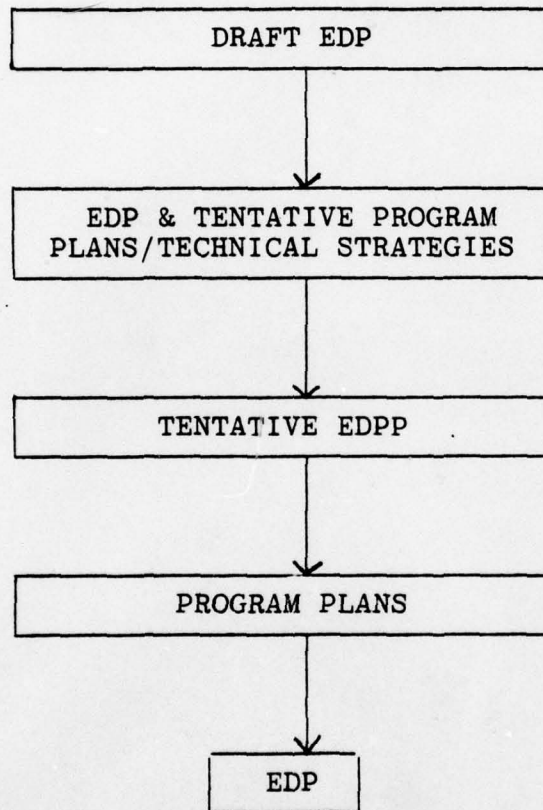 DRAFT EDP
EDP & TENTATIVE PROGRAM
PLANS/TECHNICAL STRATEGIES
TENTATIVE EDPP
PROGRAM PLANS
EDP